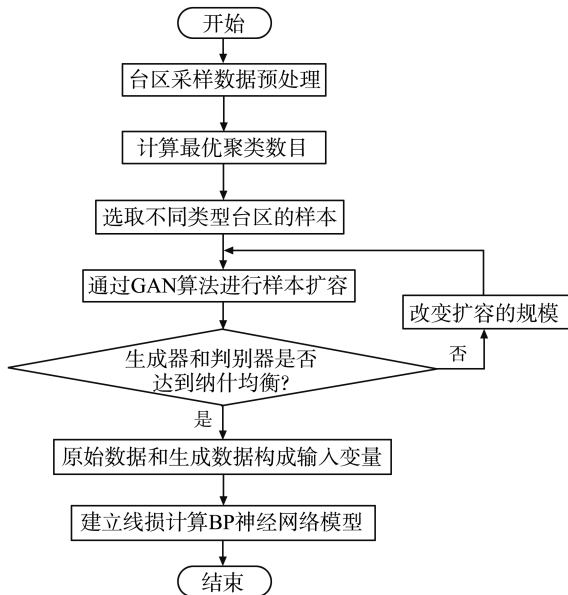 开始
台区采样数据预处理
计算最优聚类数目
选取不同类型台区的样本
通过GAN算法进行样本扩容
改变扩容的规模
生成器和判别器是否
达到纳什均衡?
否
是
原始数据和生成数据构成输入变量
建立线损计算BP神经网络模型
结束